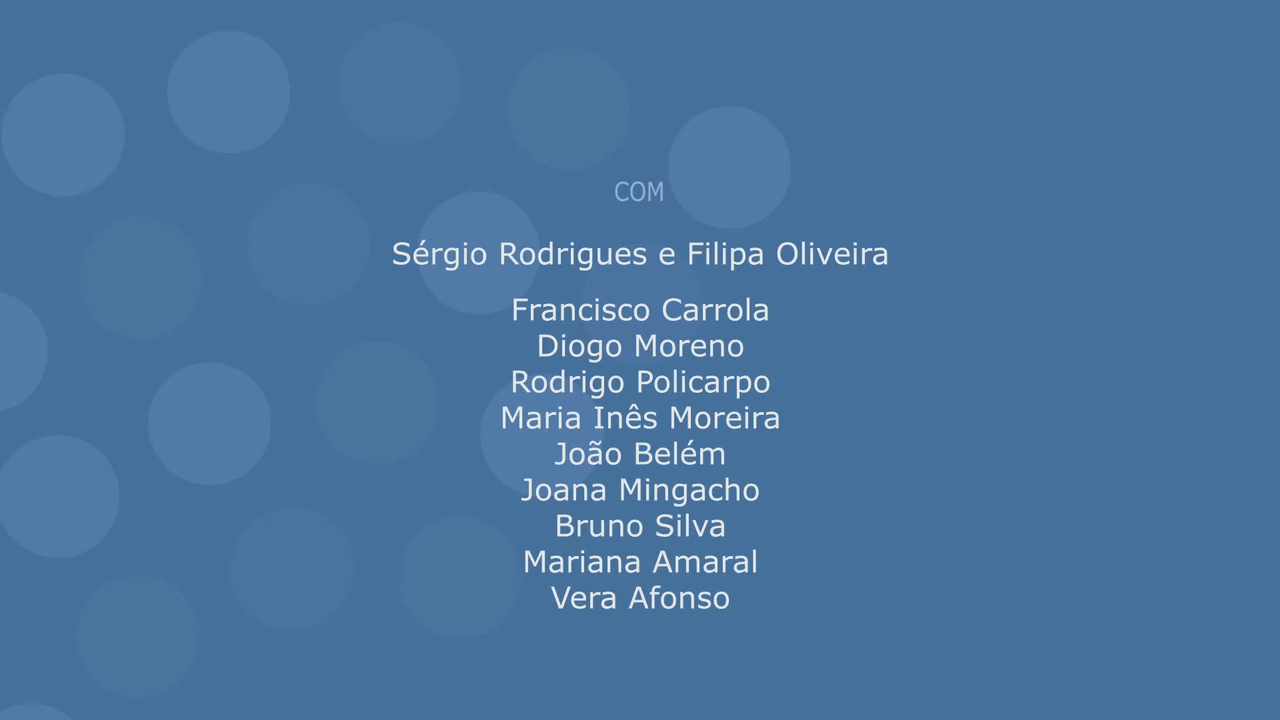 COM
Sérgio Rodrigues e Filipa Oliveira
Francisco Carrola
Diogo Moreno
Rodrigo Policarpo
Maria Inês Moreira
João Belém
Joana Mingacho
Bruno Silva
Mariana Amaral
Vera Afonso